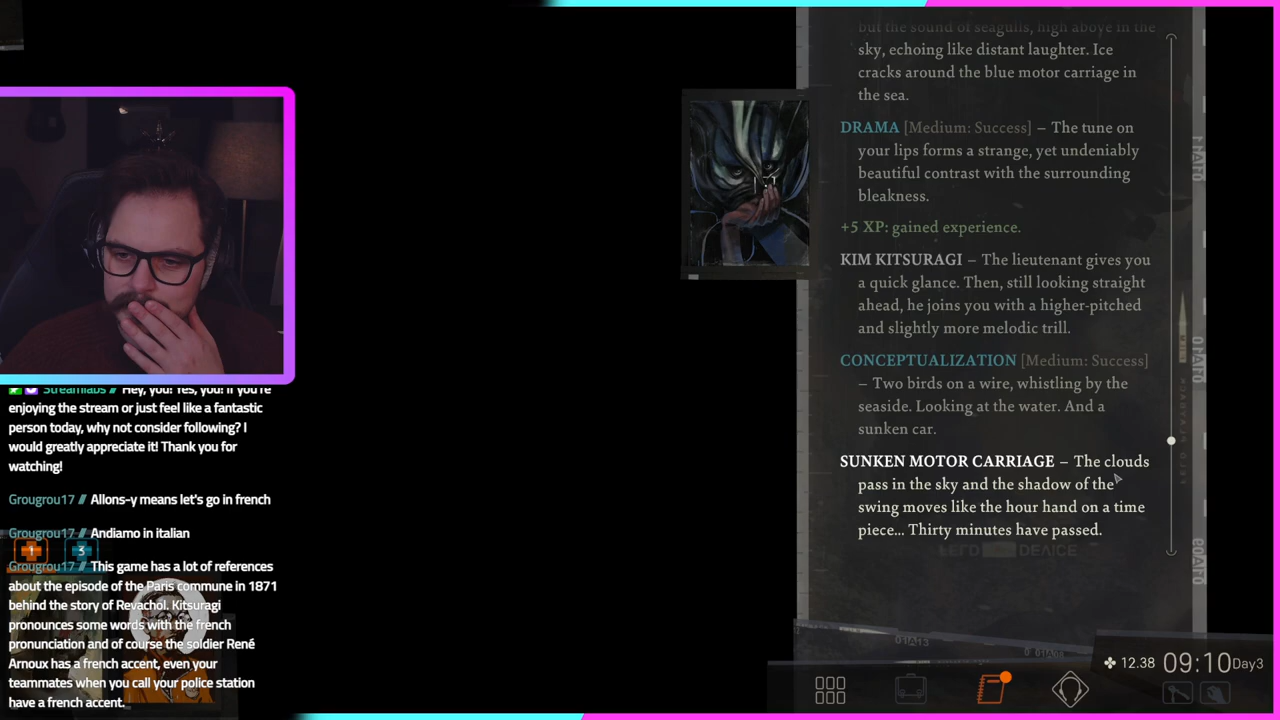 but the sound of seagulls, high above in the
sky, echoing like distant laughter. Ice
cracks around the blue motor carriage in
the sea.
DRAMA [Medium: Success] – The tune on
your lips forms a strange, yet undeniably
beautiful contrast with the surrounding
bleakness.
+5 XP: gained experience.
KIM KITSURAGI – The lieutenant gives you
a quick glance. Then, still looking straight
ahead, he joins you with a higher-pitched
and slightly more melodic trill.
CONCEPTUALIZATION [Medium: Success]
– Two birds on a wire, whistling by the
seaside. Looking at the water. And a
sunken car.
SUNKEN MOTOR CARRIAGE – The clouds
pass in the sky and the shadow of the
swing moves like the hour hand on a time
piece... Thirty minutes have passed.
Streamlabs // Hey, you! Yes, you! If you're
enjoying the stream or just feel like a fantastic
person today, why not consider following? I
would greatly appreciate it! Thank you for
watching!
Grougrou17 // Allons-y means let's go in french
Grougrou17 // Andiamo in italian
1 3
Grougrou17 // This game has a lot of references
about the episode of the Paris commune in 1871
behind the story of Revachol. Kitsuragi
pronounces some words with the french
pronunciation and of course the soldier René
Arnoux has a french accent, even your
teammates when you call your police station
have a french accent.
12.38 09:10 Day3